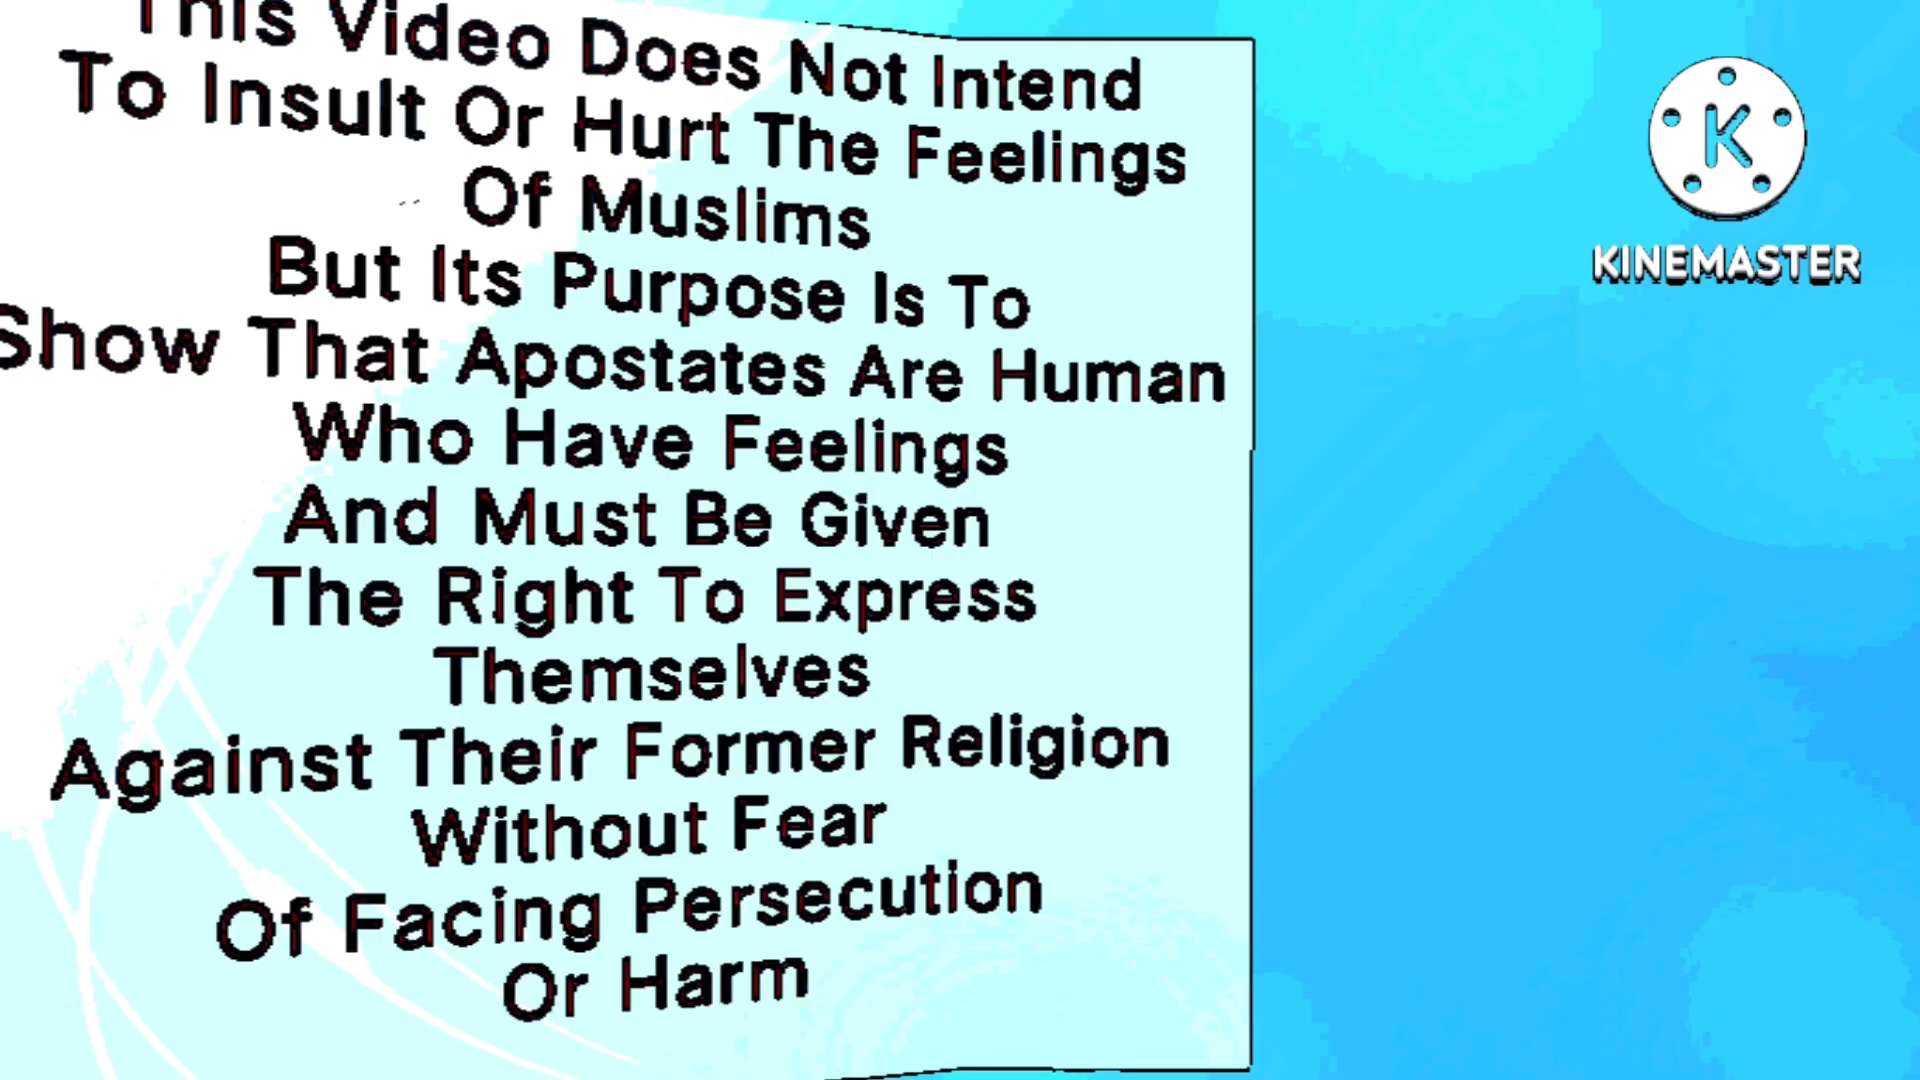 This Video Does Not Intend
To Insult Or Hurt The Feelings
Of Muslims
But Its Purpose Is To
Show That Apostates Are Human
Who Have Feelings
And Must Be Given
The Right To Express
Themselves
Against Their Former Religion
Without Fear
Of Facing Persecution
Or Harm
K
KINEMASTER